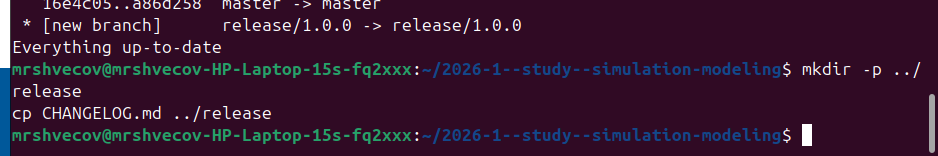 16e4c05..a86d258  master -> master
 * [new branch]      release/1.0.0 -> release/1.0.0
Everything up-to-date
mrshvecov@mrshvecov-HP-Laptop-15s-fq2xxx:~/2026-1--study--simulation-modeling$ mkdir -p ../
release
cp CHANGELOG.md ../release
mrshvecov@mrshvecov-HP-Laptop-15s-fq2xxx:~/2026-1--study--simulation-modeling$